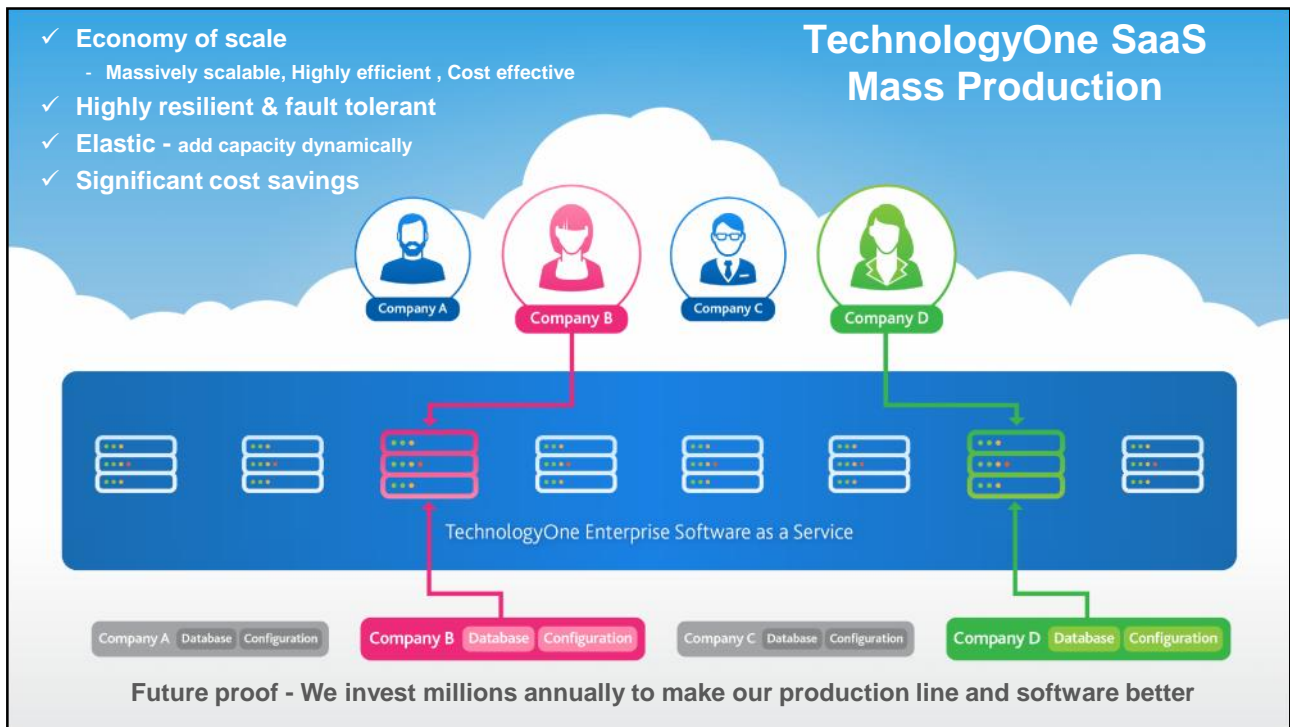 ✓ Economy of scale
- Massively scalable, Highly efficient , Cost effective
✓ Highly resilient & fault tolerant
✓ Elastic - add capacity dynamically
✓ Significant cost savings
TechnologyOne SaaS
Mass Production
Company A
Company B
Company C
Company D
TechnologyOne Enterprise Software as a Service
Company A Database Configuration
Company B Database Configuration
Company C Database Configuration
Company D Database Configuration
Future proof - We invest millions annually to make our production line and software better